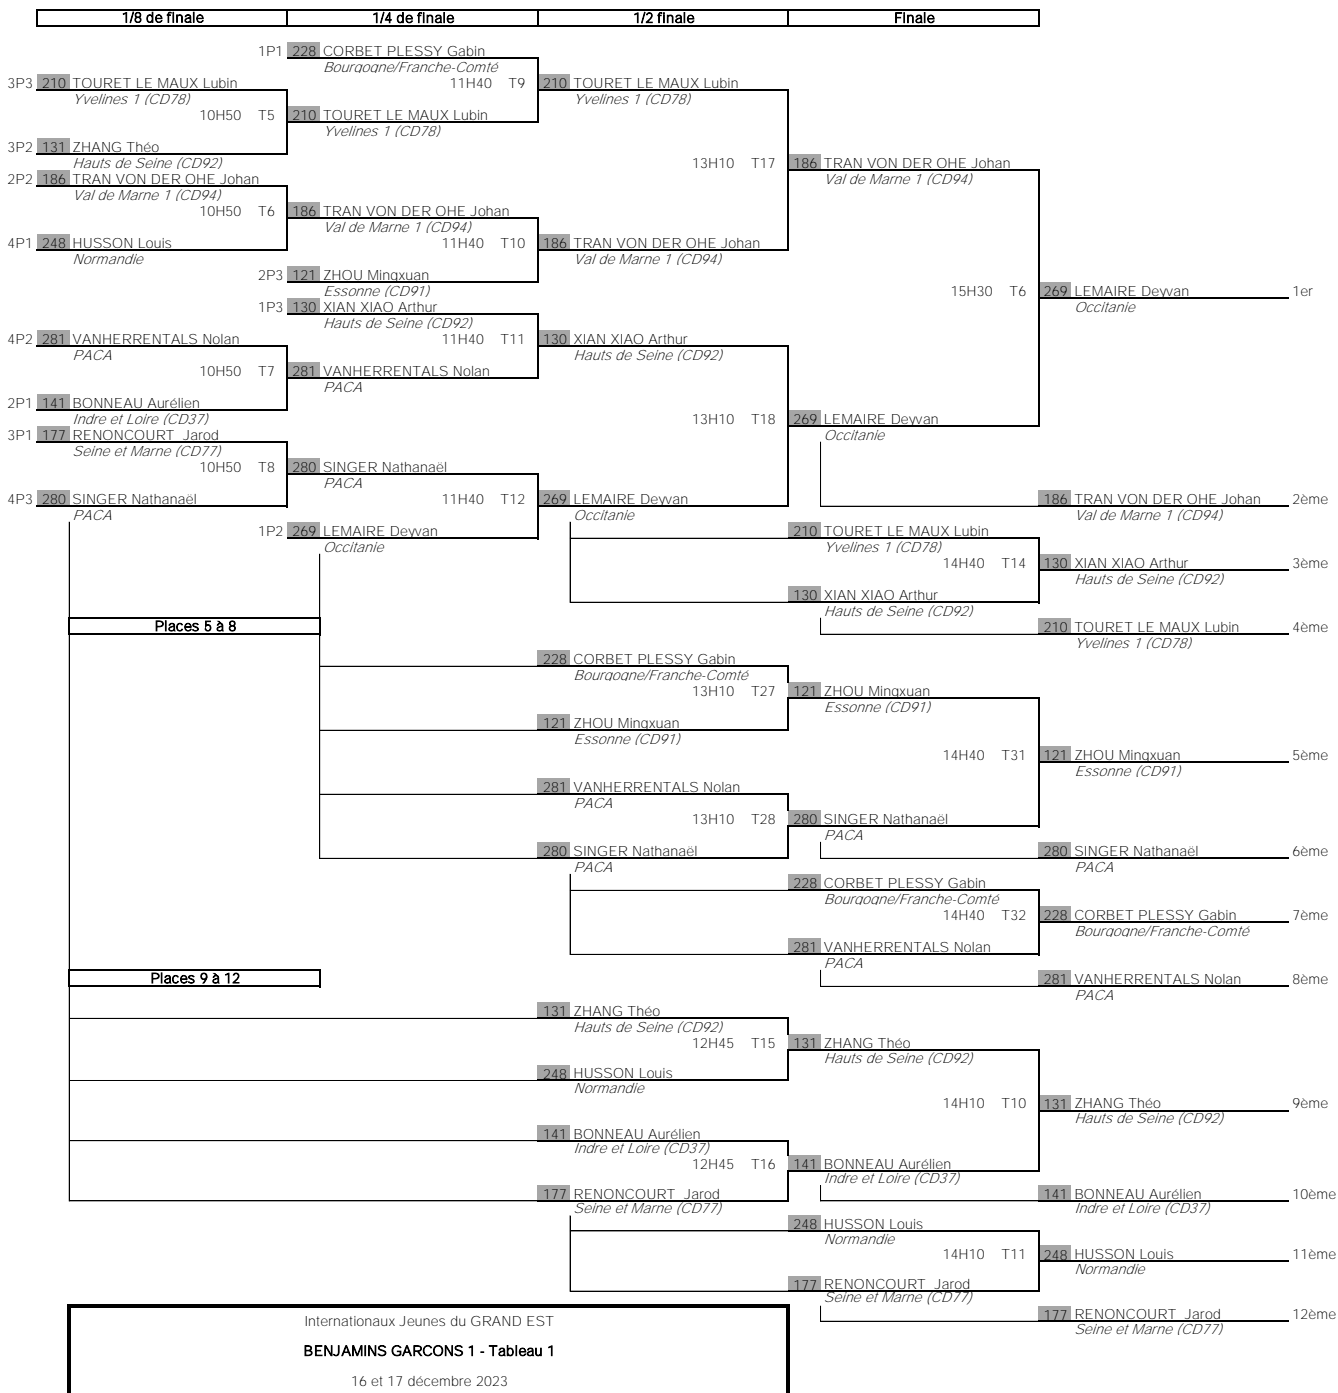 1/8 de finale 1/4 de finale 1/2 finale Finale
1P1 228 CORBET PLESSY Gabin
Bourgogne/Franche-Comté
3P3 210 TOURET LE MAUX Lubin 11H40 T9 210 TOURET LE MAUX Lubin
Yvelines 1 (CD78) Yvelines 1 (CD78)
10H50 T5 210 TOURET LE MAUX Lubin
Yvelines 1 (CD78)
3P2 131 ZHANG Théo
Hauts de Seine (CD92) 13H10 T17 186 TRAN VON DER OHE Johan
2P2 186 TRAN VON DER OHE Johan Val de Marne 1 (CD94)
Val de Marne 1 (CD94)
10H50 T6 186 TRAN VON DER OHE Johan
Val de Marne 1 (CD94)
4P1 248 HUSSON Louis 11H40 T10 186 TRAN VON DER OHE Johan
Normandie Val de Marne 1 (CD94)
2P3 121 ZHOU Mingxuan
Essonne (CD91) 15H30 T6 269 LEMAIRE Deyvan 1er
1P3 130 XIAN XIAO Arthur Occitanie
Hauts de Seine (CD92)
4P2 281 VANHERRENTALS Nolan 11H40 T11 130 XIAN XIAO Arthur
PACA Hauts de Seine (CD92)
10H50 T7 281 VANHERRENTALS Nolan
PACA
2P1 141 BONNEAU Aurélien
Indre et Loire (CD37) 13H10 T18 269 LEMAIRE Deyvan
3P1 177 RENONCOURT Jarod Occitanie
Seine et Marne (CD77)
10H50 T8 280 SINGER Nathanaël
PACA
4P3 280 SINGER Nathanaël 11H40 T12 269 LEMAIRE Deyvan 186 TRAN VON DER OHE Johan 2ème
PACA Occitanie Val de Marne 1 (CD94)
1P2 269 LEMAIRE Deyvan 210 TOURET LE MAUX Lubin
Occitanie Yvelines 1 (CD78)
14H40 T14 130 XIAN XIAO Arthur 3ème
Hauts de Seine (CD92)
130 XIAN XIAO Arthur
Hauts de Seine (CD92)
Places 5 à 8 210 TOURET LE MAUX Lubin 4ème
Yvelines 1 (CD78)
228 CORBET PLESSY Gabin
Bourgogne/Franche-Comté
13H10 T27 121 ZHOU Mingxuan
Essonne (CD91)
121 ZHOU Mingxuan
Essonne (CD91)
14H40 T31 121 ZHOU Mingxuan 5ème
Essonne (CD91)
281 VANHERRENTALS Nolan
PACA
13H10 T28 280 SINGER Nathanaël
PACA
280 SINGER Nathanaël 280 SINGER Nathanaël 6ème
PACA PACA
228 CORBET PLESSY Gabin
Bourgogne/Franche-Comté
14H40 T32 228 CORBET PLESSY Gabin 7ème
Bourgogne/Franche-Comté
281 VANHERRENTALS Nolan
PACA
Places 9 à 12 281 VANHERRENTALS Nolan 8ème
PACA
131 ZHANG Théo
Hauts de Seine (CD92)
12H45 T15 131 ZHANG Théo
Hauts de Seine (CD92)
248 HUSSON Louis
Normandie
14H10 T10 131 ZHANG Théo 9ème
Hauts de Seine (CD92)
141 BONNEAU Aurélien
Indre et Loire (CD37)
12H45 T16 141 BONNEAU Aurélien
Indre et Loire (CD37)
177 RENONCOURT Jarod 141 BONNEAU Aurélien 10ème
Seine et Marne (CD77) Indre et Loire (CD37)
248 HUSSON Louis
Normandie
14H10 T11 248 HUSSON Louis 11ème
Normandie
177 RENONCOURT Jarod
Seine et Marne (CD77)
177 RENONCOURT Jarod 12ème
Seine et Marne (CD77)
Internationaux Jeunes du GRAND EST
BENJAMINS GARCONS 1 - Tableau 1
16 et 17 décembre 2023